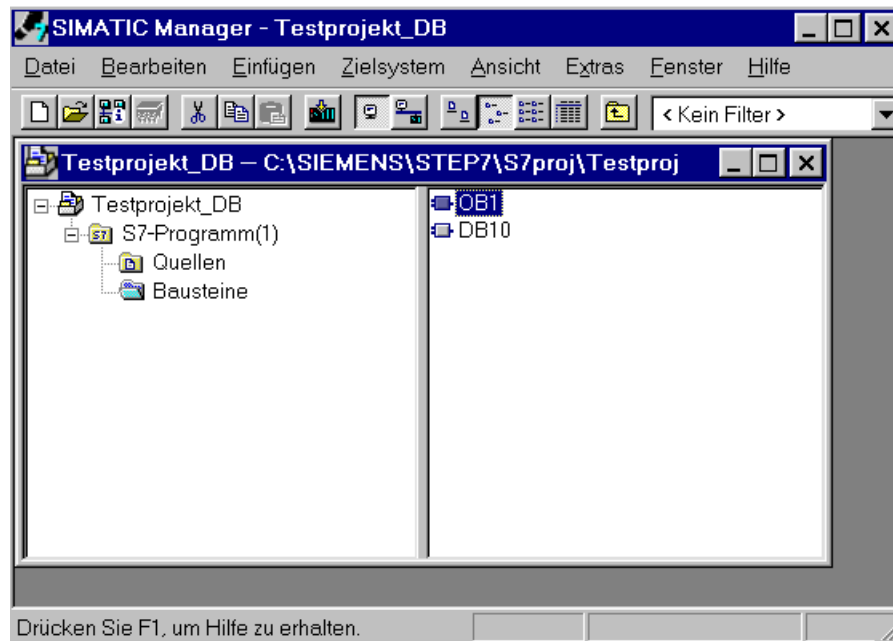 SIMATIC Manager - Testprojekt_DB
Datei Bearbeiten Einfügen Zielsystem Ansicht Extras Fenster Hilfe
< Kein Filter >
Testprojekt_DB — C:\SIEMENS\STEP7\S7proj\Testproj
Testprojekt_DB
S7-Programm(1)
Quellen
Bausteine
OB1
DB10
Drücken Sie F1, um Hilfe zu erhalten.